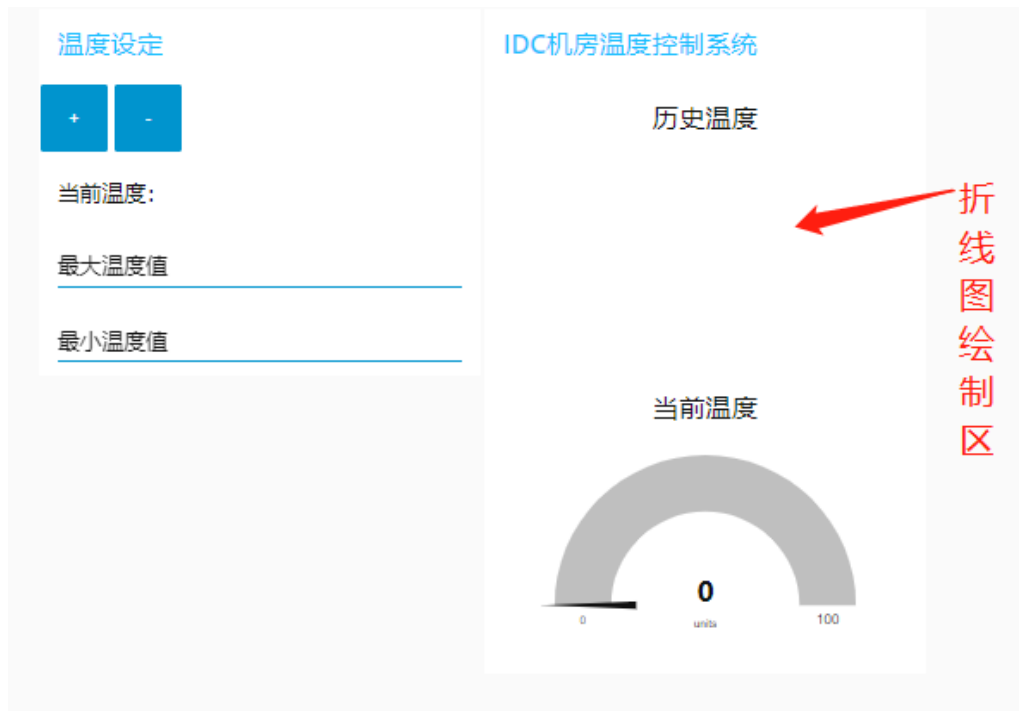 温度设定
+ -
当前温度:
最大温度值
最小温度值
IDC机房温度控制系统
历史温度
当前温度
0
units
0
100
折线图绘制区